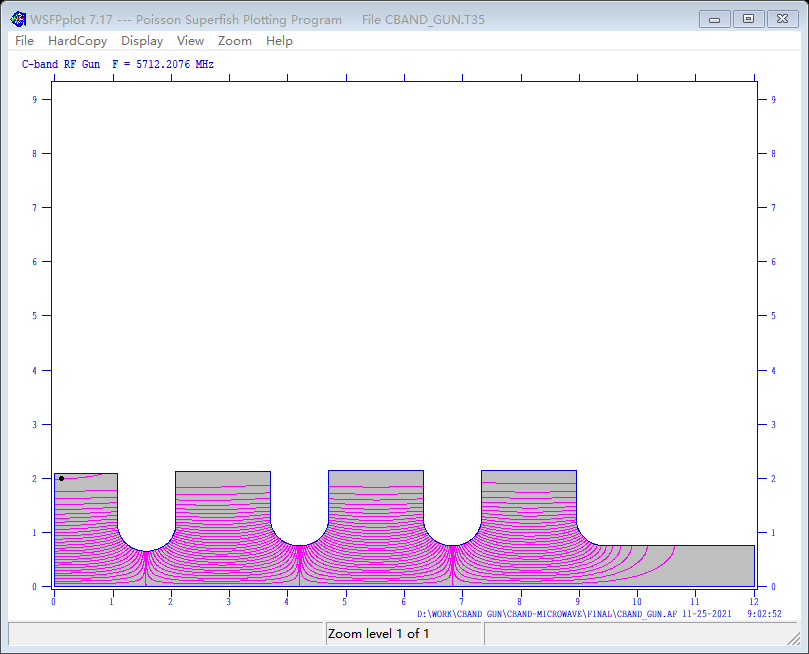 WSFPplot 7.17 --- Poisson Superfish Plotting Program File CBAND_GUN.T35
File HardCopy Display View Zoom Help
C-band RF Gun F = 5712.2076 MHz
9 9
8 8
7 7
6 6
5 5
4 4
3 3
2 2
1 1
0 0
0 1 2 3 4 5 6 7 8 9 10 11 12
D:\WORK\CBAND GUN\CBAND-MICROWAVE\FINAL\CBAND_GUN.AF 11-25-2021 9:02:52
Zoom level 1 of 1